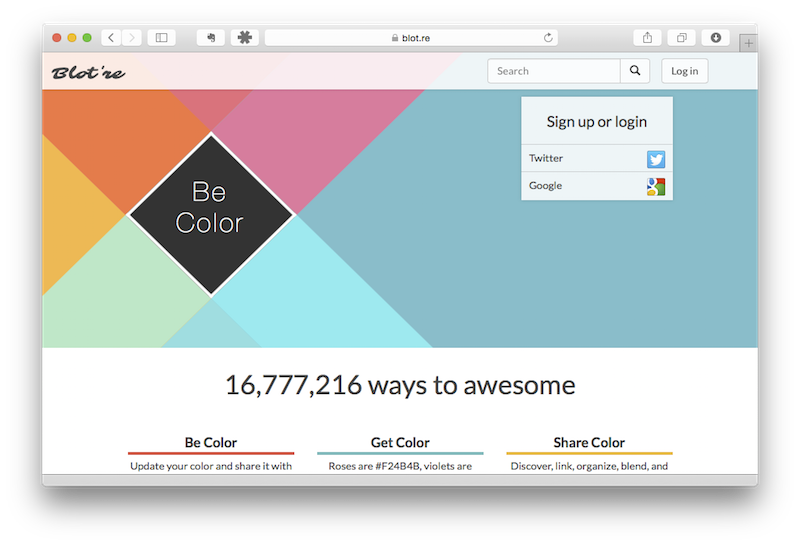 blot.re
Blot're
Search
Log in
Sign up or login
Twitter
Google
Be
Color
16,777,216 ways to awesome
Be Color
Get Color
Share Color
Update your color and share it with
Roses are #F24B4B, violets are
Discover, link, organize, blend, and